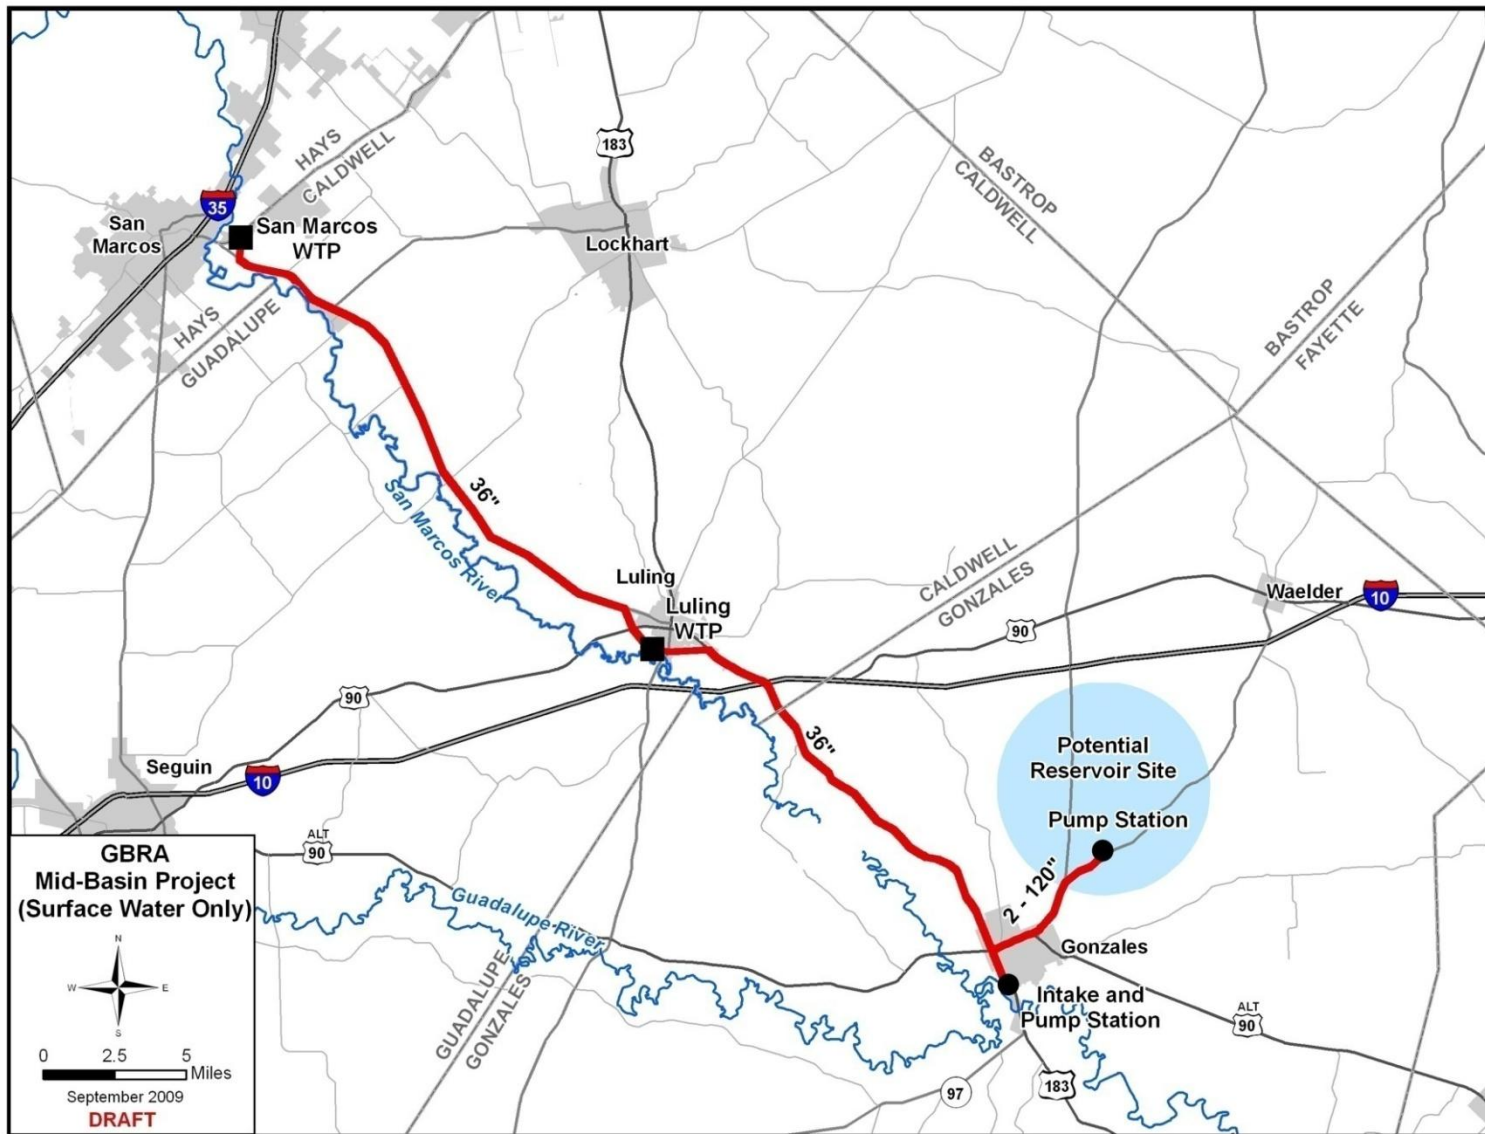 HAYS
CALDWELL
183
BASTROP
CALDWELL
35
San
Marcos
San Marcos
WTP
Lockhart
HAYS
GUADALUPE
BASTROP
FAYETTE
36"
San Marcos River
Luling
Luling
WTP
CALDWELL
GONZALES
Waelder
10
90
90
36"
Potential
Reservoir Site
Pump Station
Seguin
10
ALT
90
2 - 120"
Guadalupe River
Gonzales
GUADALUPE
GONZALES
Intake and
Pump Station
ALT
90
183
97
GBRA
Mid-Basin Project
(Surface Water Only)
N
W
E
S
0 2.5 5
Miles
September 2009
DRAFT